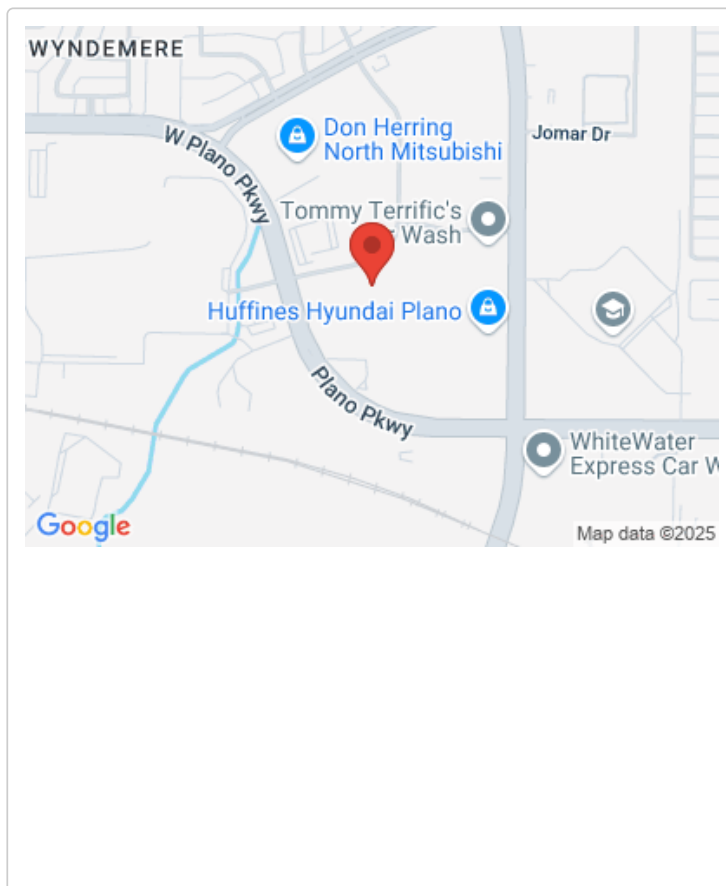 WYNDEMERE
W Plano Pkwy
Don Herring
North Mitsubishi
Jomar Dr
Tommy Terrific's
Wash
Huffines Hyundai Plano
Plano Pkwy
WhiteWater
Express Car W
Google
Map data ©2025